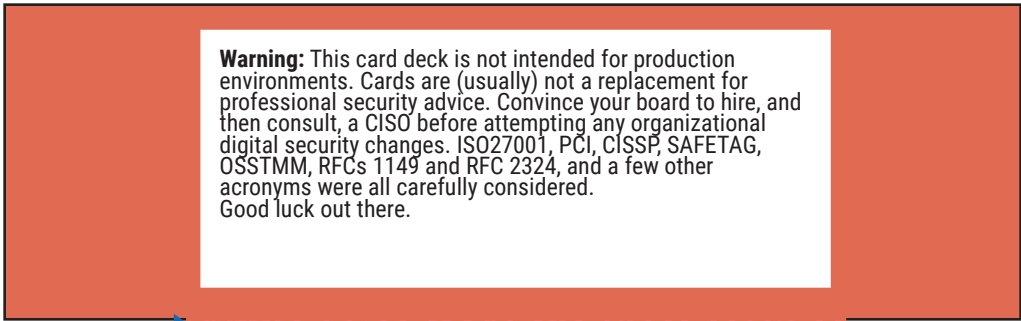 Warning: This card deck is not intended for production
environments. Cards are (usually) not a replacement for
professional security advice. Convince your board to hire, and
then consult, a CISO before attempting any organizational
digital security changes. ISO27001, PCI, CISSP, SAFETAG,
OSSTMM, RFCs 1149 and RFC 2324, and a few other
acronyms were all carefully considered.
Good luck out there.